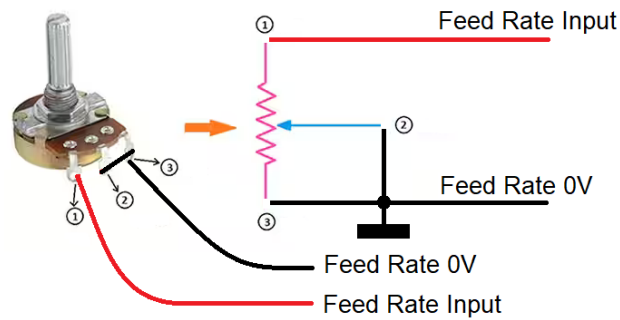 ① Feed Rate Input
②
Feed Rate 0V
③
③
②
①
Feed Rate 0V
Feed Rate Input